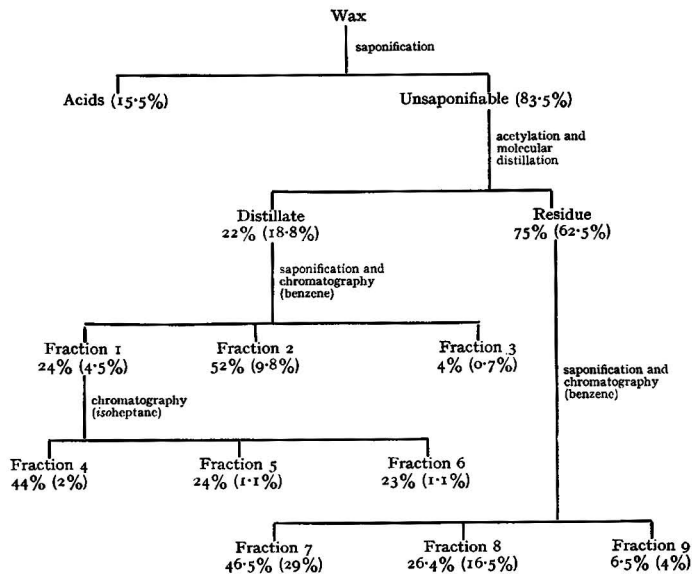 Wax
saponification
Acids (15·5%)
Unsaponifiable (83·5%)
acetylation and
molecular
distillation
Distillate
22% (18·8%)
Residue
75% (62·5%)
saponification and
chromatography
(benzene)
Fraction 1
24% (4·5%)
Fraction 2
52% (9·8%)
Fraction 3
4% (0·7%)
saponification and
chromatography
(benzene)
chromatography
(isoheptane)
Fraction 4
44% (2%)
Fraction 5
24% (1·1%)
Fraction 6
23% (1·1%)
Fraction 7
46·5% (29%)
Fraction 8
26·4% (16·5%)
Fraction 9
6·5% (4%)